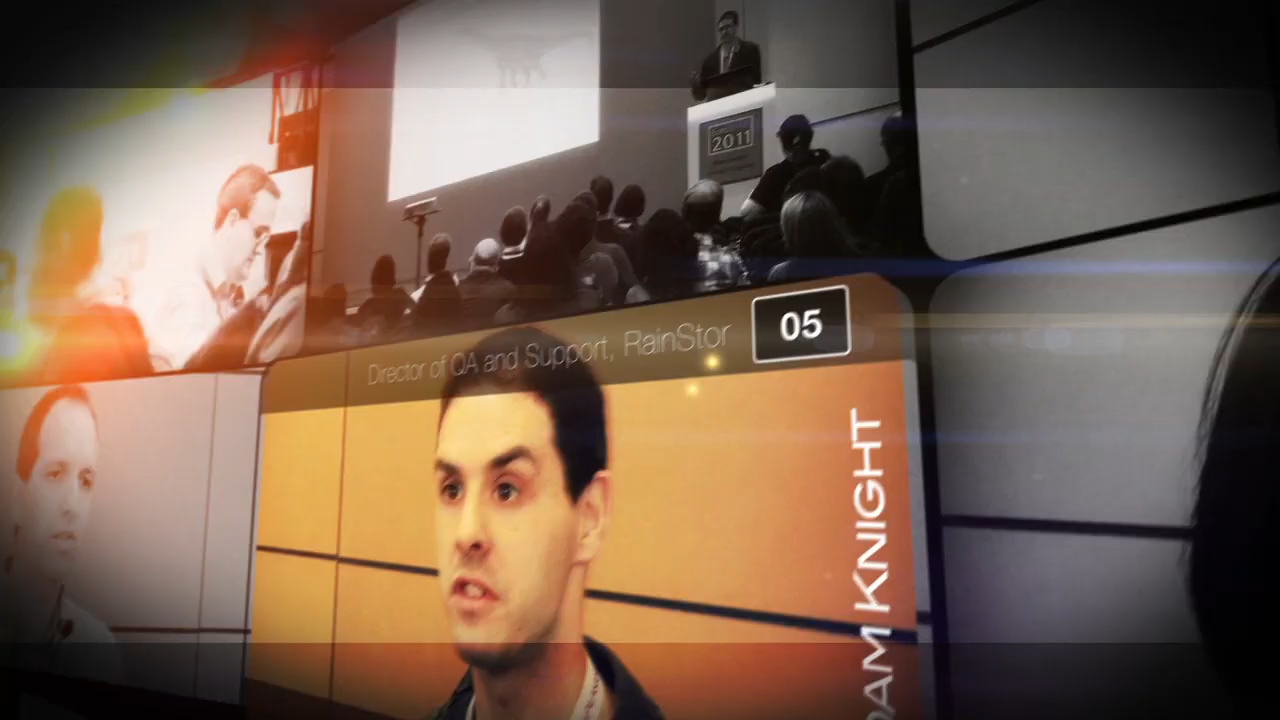 2011
Director of QA and Support, RainStor
05
DAM KNIGHT